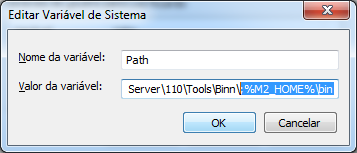 Editar Variável de Sistema
Nome da variável: Path
Valor da variável: Server\110\Tools\Binn\;%M2_HOME%\bin
OK Cancelar